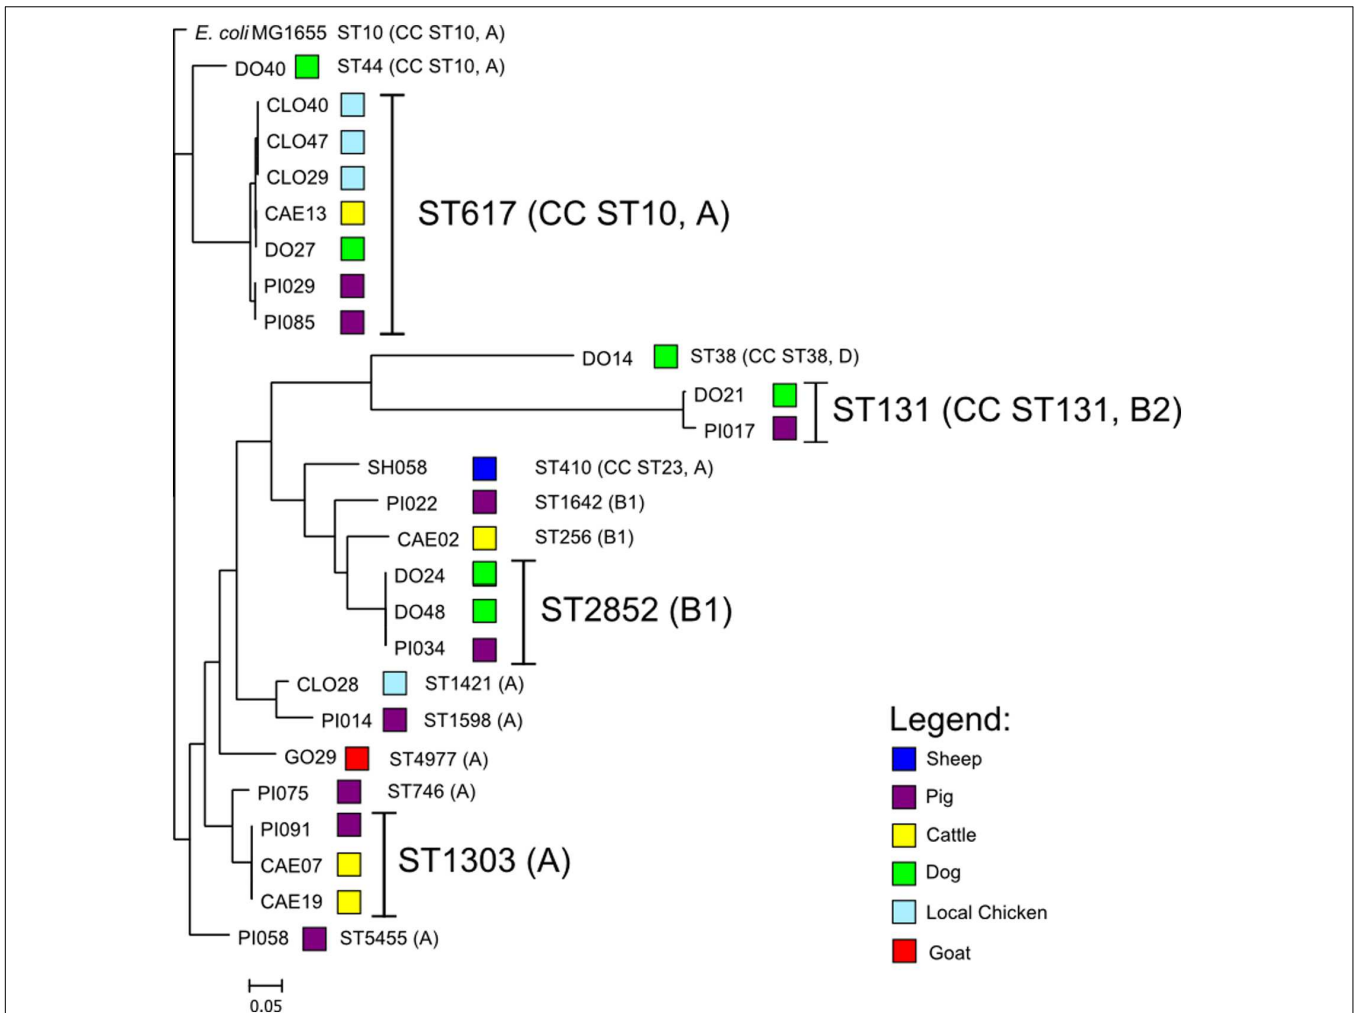 E. coli MG1655 ST10 (CC ST10, A)
DO40 ST44 (CC ST10, A)
CLO40
CLO47
CLO29
CAE13 ST617 (CC ST10, A)
DO27
PI029
PI085
DO14 ST38 (CC ST38, D)
DO21
ST131 (CC ST131, B2)
PI017
SH058 ST410 (CC ST23, A)
PI022 ST1642 (B1)
CAE02 ST256 (B1)
DO24
DO48 ST2852 (B1)
PI034
CLO28 ST1421 (A)
PI014 ST1598 (A)
GO29 ST4977 (A)
PI075 ST746 (A)
PI091
CAE07 ST1303 (A)
CAE19
PI058 ST5455 (A)
0.05
Legend:
Sheep
Pig
Cattle
Dog
Local Chicken
Goat